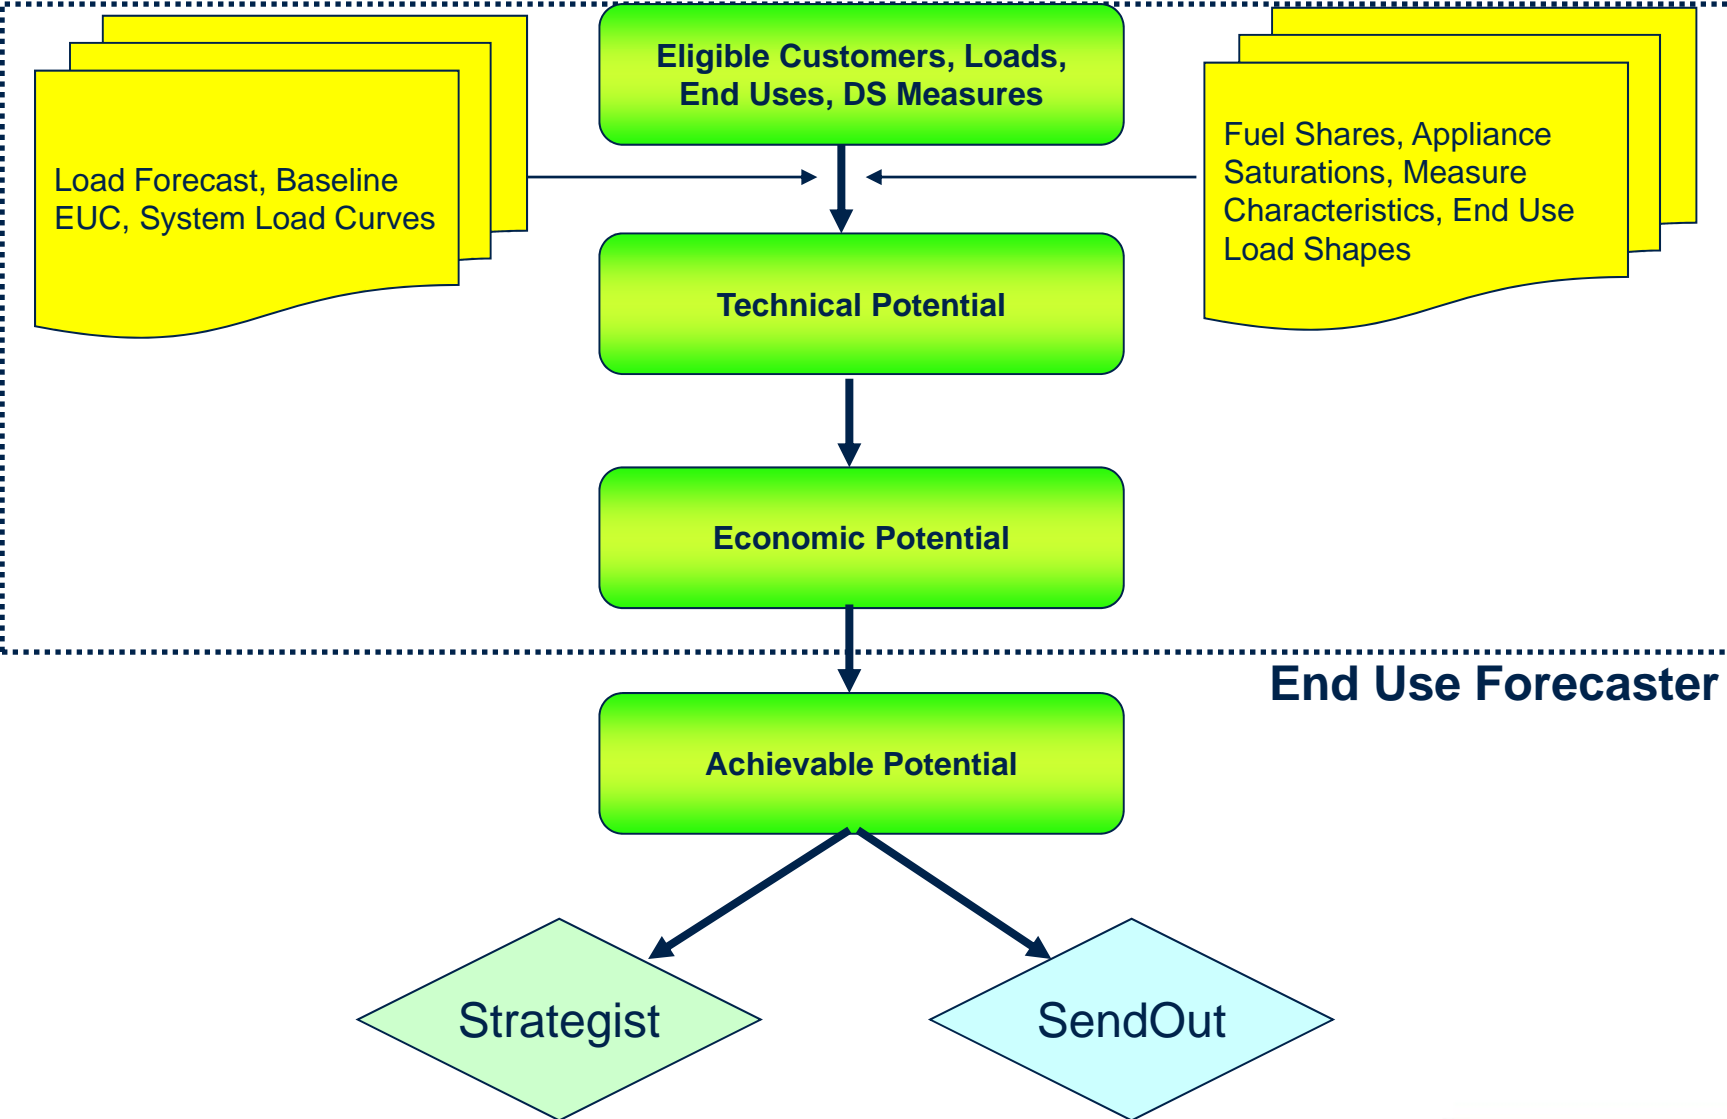 Eligible Customers, Loads,
End Uses, DS Measures
Load Forecast, Baseline
EUC, System Load Curves
Fuel Shares, Appliance
Saturations, Measure
Characteristics, End Use
Load Shapes
Technical Potential
Economic Potential
End Use Forecaster
Achievable Potential
Strategist
SendOut